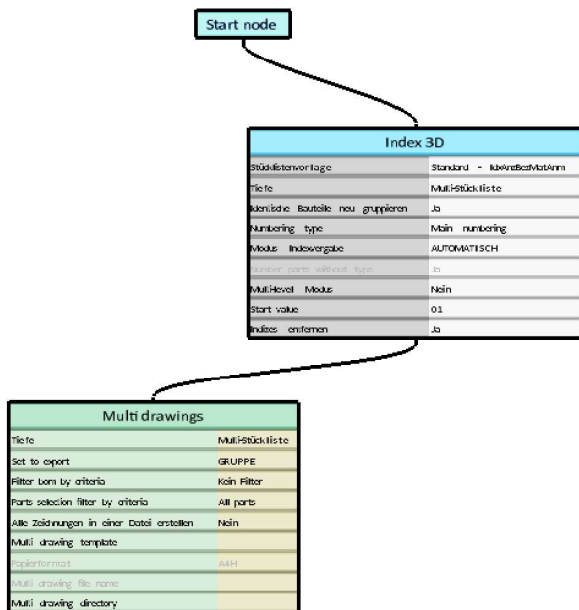 Start node
Index 3D
Stücklistenvorlage Standard - IdxAnzBezMatAnm
Tiefe Multi-Stückliste
Identische Bauteile neu gruppieren Ja
Numbering type Main numbering
Modus Indexvergabe AUTOMATISCH
Number parts without type Ja
Multi-level Modus Nein
Start value 01
Indizes entfernen Ja
Multi drawings
Tiefe Multi-Stückliste
Set to export GRUPPE
Filter bom by criteria Kein Filter
Parts selection filter by criteria All parts
Alle Zeichnungen in einer Datei erstellen Nein
Multi drawing template
Papierformat A4H
Multi drawing file name
Multi drawing directory